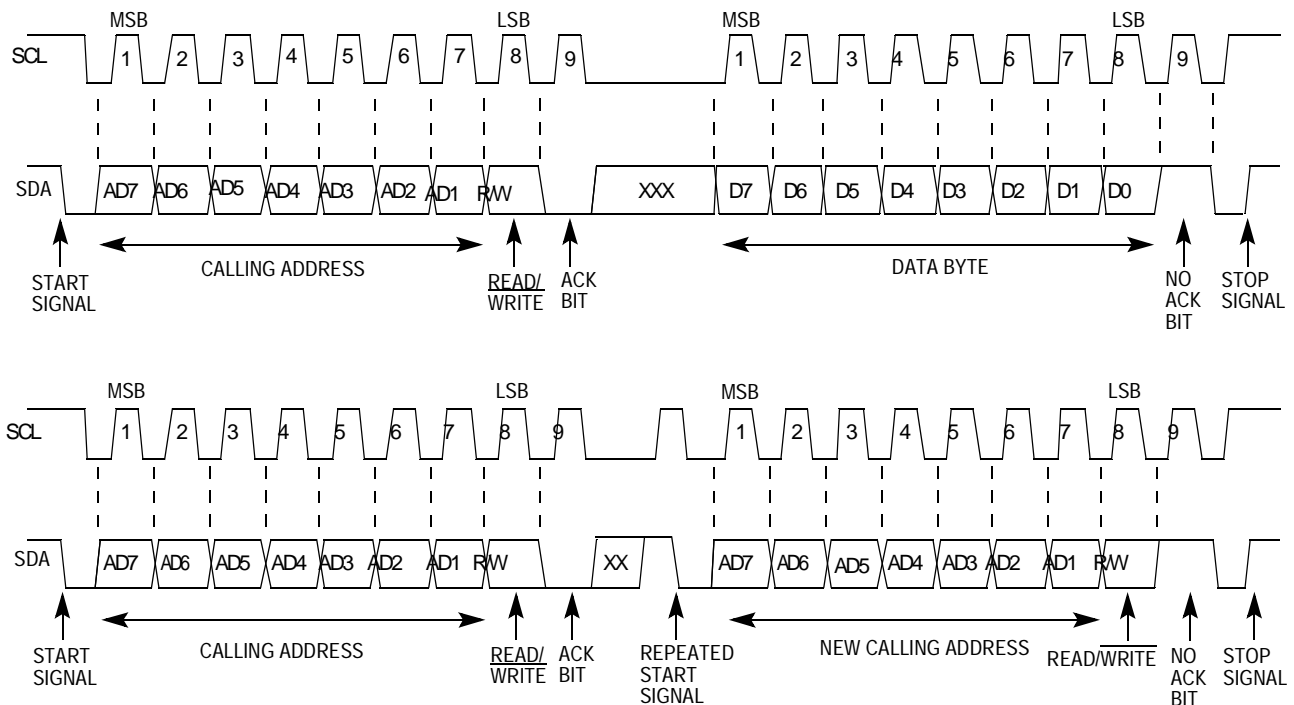 MSB LSB MSB LSB
SCL 1 2 3 4 5 6 7 8 9 1 2 3 4 5 6 7 8 9
SDA AD7 AD6 AD5 AD4 AD3 AD2 AD1 R/W XXX D7 D6 D5 D4 D3 D2 D1 D0
START
SIGNAL
CALLING ADDRESS
READ/
WRITE
ACK
BIT
DATA BYTE
NO
ACK
BIT
STOP
SIGNAL
MSB LSB MSB LSB
SCL 1 2 3 4 5 6 7 8 9 1 2 3 4 5 6 7 8 9
SDA AD7 AD6 AD5 AD4 AD3 AD2 AD1 R/W XX AD7 AD6 AD5 AD4 AD3 AD2 AD1 R/W
START
SIGNAL
CALLING ADDRESS
READ/
WRITE
ACK
BIT
REPEATED
START
SIGNAL
NEW CALLING ADDRESS
READ/WRITE
NO
ACK
BIT
STOP
SIGNAL